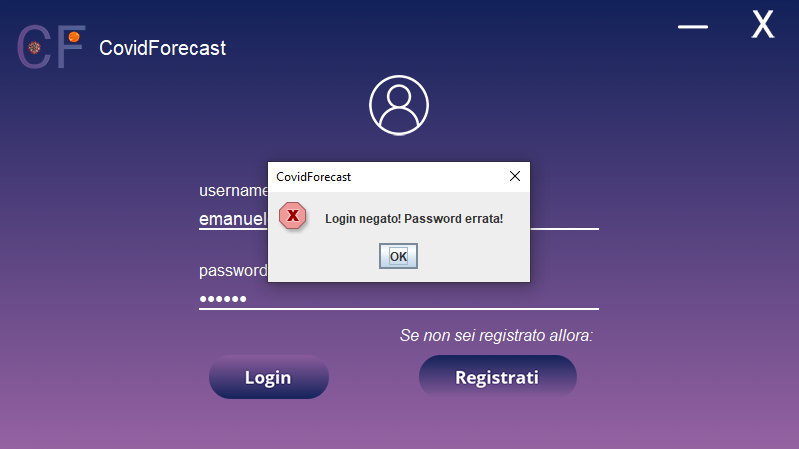 CF CovidForecast
X
CovidForecast
username
emanuel
Login negato! Password errata!
OK
password
••••••
Se non sei registrato allora:
Login
Registrati